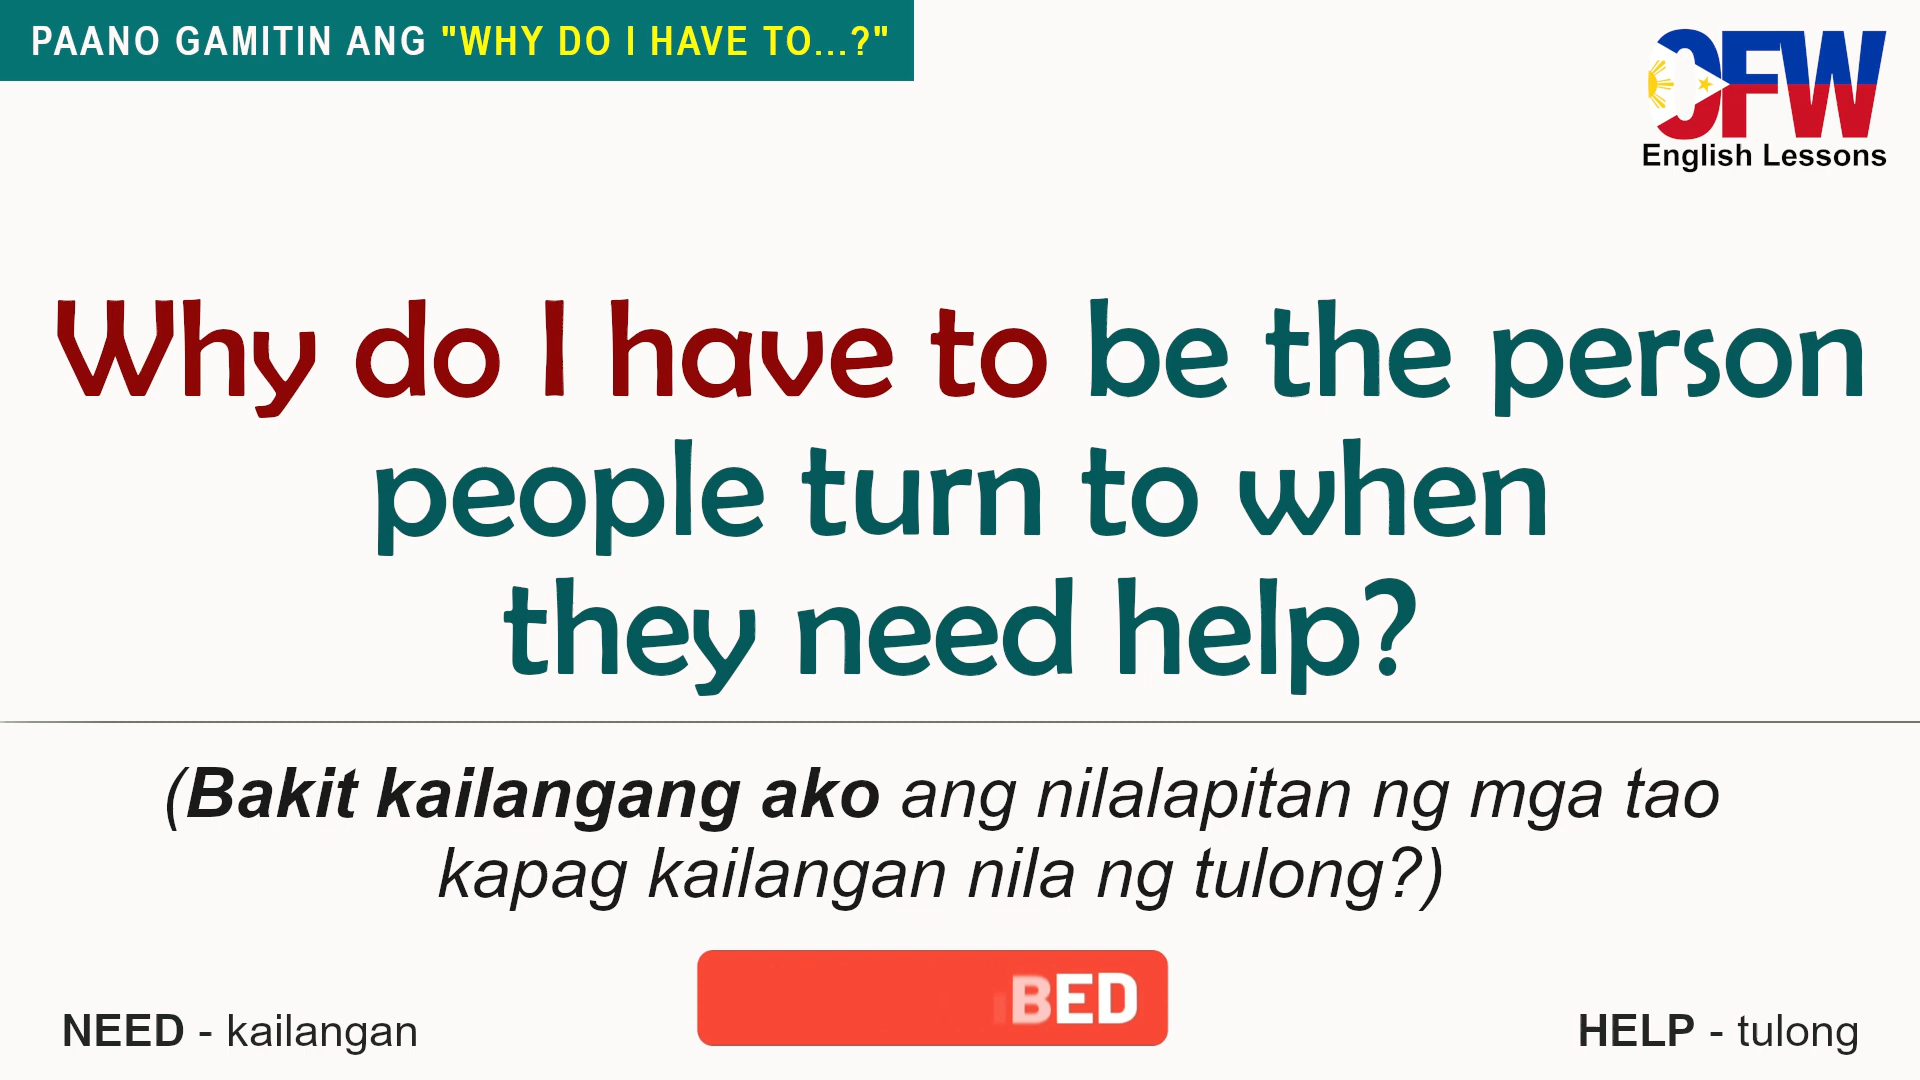 PAANO GAMITIN ANG "WHY DO I HAVE TO...?"
OFW
English Lessons
Why do I have to be the person
people turn to when
they need help?
(Bakit kailangang ako ang nilalapitan ng mga tao
kapag kailangan nila ng tulong?)
NEED - kailangan
HELP - tulong